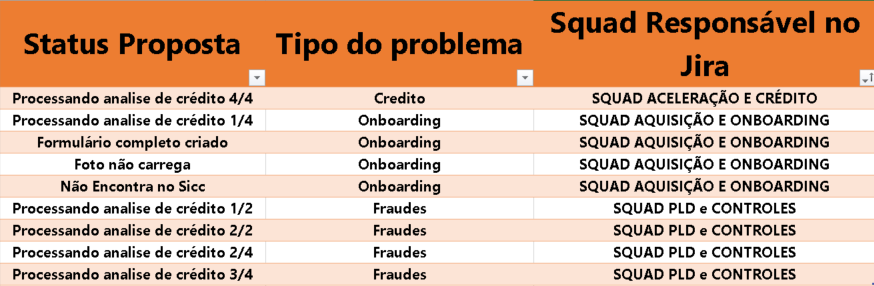 Status Proposta Tipo do problema Squad Responsável no Jira
Processando analise de crédito 4/4 Credito SQUAD ACELERAÇÃO E CRÉDITO
Processando analise de crédito 1/4 Onboarding SQUAD AQUISIÇÃO E ONBOARDING
Formulário completo criado Onboarding SQUAD AQUISIÇÃO E ONBOARDING
Foto não carrega Onboarding SQUAD AQUISIÇÃO E ONBOARDING
Não Encontra no Sicc Onboarding SQUAD AQUISIÇÃO E ONBOARDING
Processando analise de crédito 1/2 Fraudes SQUAD PLD e CONTROLES
Processando analise de crédito 2/2 Fraudes SQUAD PLD e CONTROLES
Processando analise de crédito 2/4 Fraudes SQUAD PLD e CONTROLES
Processando analise de crédito 3/4 Fraudes SQUAD PLD e CONTROLES